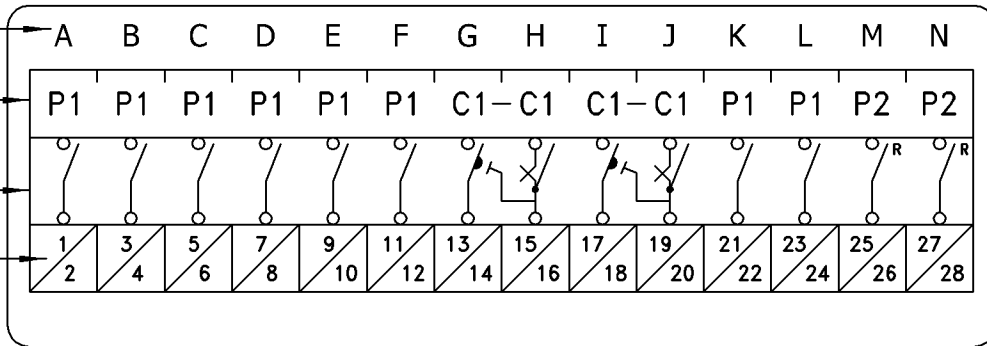 A B C D E F G H I J K L M N
P1 P1 P1 P1 P1 P1 C1-C1 C1-C1 P1 P1 P2 P2
R R
1 3 5 7 9 11 13 15 17 19 21 23 25 27
2 4 6 8 10 12 14 16 18 20 22 24 26 28